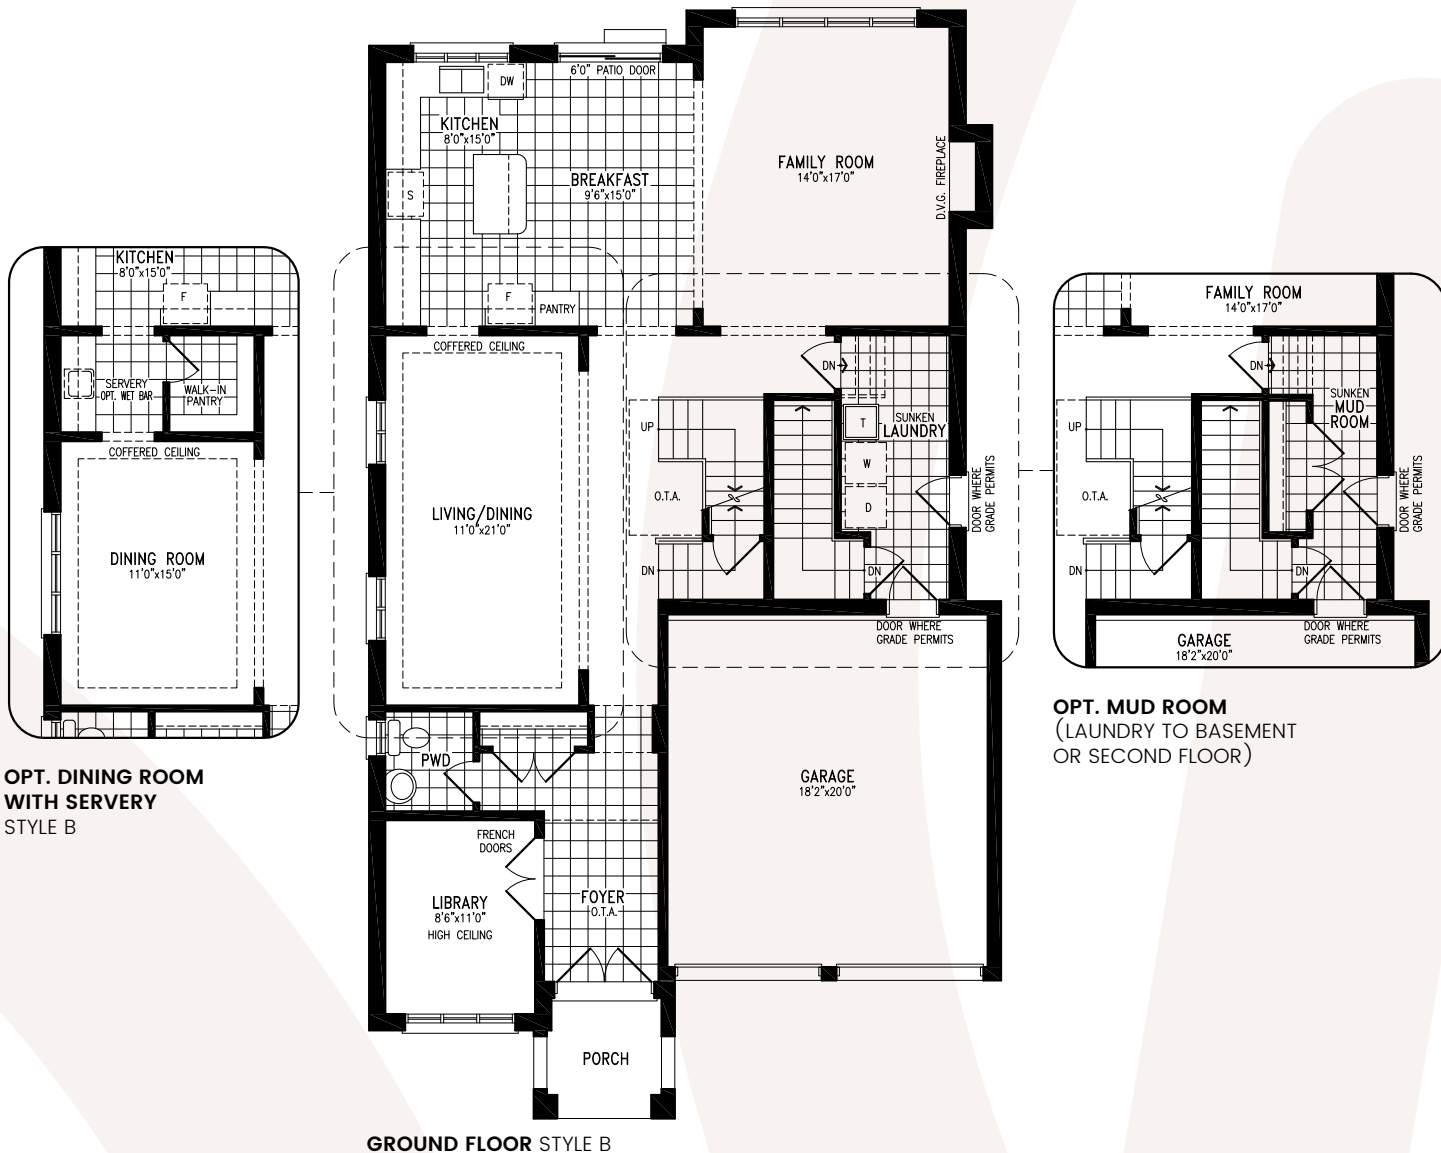 6'0" PATIO DOOR
DW
KITCHEN
8'0"x15'0"
S
BREAKFAST
9'6"x15'0"
FAMILY ROOM
14'0"x17'0"
D.V.G. FIREPLACE
F
PANTRY
COFFERED CEILING
LIVING/DINING
11'0"x21'0"
UP
O.T.A.
DN
DN
SUNKEN
LAUNDRY
T
W
D
DN
DOOR WHERE
GRADE PERMITS
DOOR WHERE
GRADE PERMITS
GARAGE
18'2"x20'0"
PWD
FRENCH
DOORS
LIBRARY
8'6"x11'0"
HIGH CEILING
FOYER
O.T.A.
PORCH
GROUND FLOOR STYLE B
KITCHEN
8'0"x15'0"
F
SERVERY
OPT. WET BAR
WALK-IN
PANTRY
COFFERED CEILING
DINING ROOM
11'0"x15'0"
OPT. DINING ROOM
WITH SERVERY
STYLE B
FAMILY ROOM
14'0"x17'0"
DN
SUNKEN
MUD
ROOM
UP
O.T.A.
DN
DN
DOOR WHERE
GRADE PERMITS
DOOR WHERE
GRADE PERMITS
GARAGE
18'2"x20'0"
OPT. MUD ROOM
(LAUNDRY TO BASEMENT
OR SECOND FLOOR)